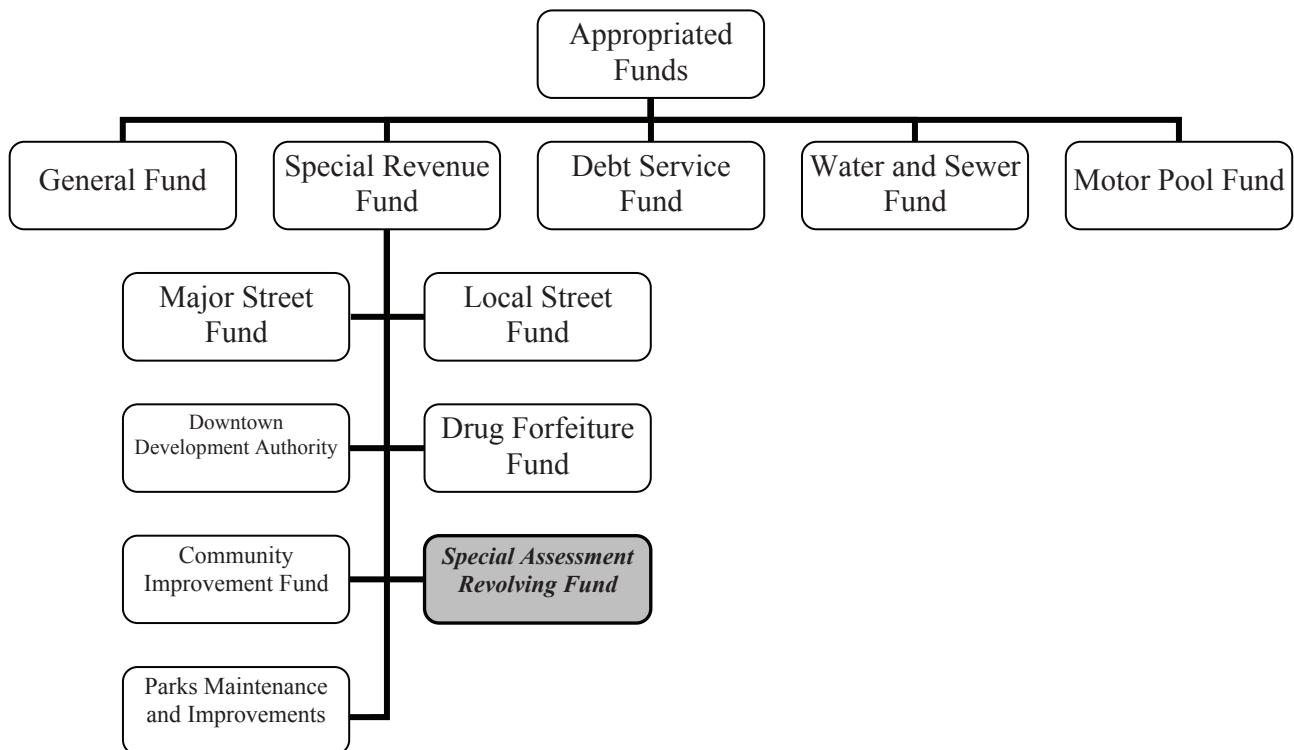 Appropriated
Funds
General Fund
Special Revenue
Fund
Debt Service
Fund
Water and Sewer
Fund
Motor Pool Fund
Major Street
Fund
Local Street
Fund
Downtown
Development Authority
Drug Forfeiture
Fund
Community
Improvement Fund
Special Assessment
Revolving Fund
Parks Maintenance
and Improvements